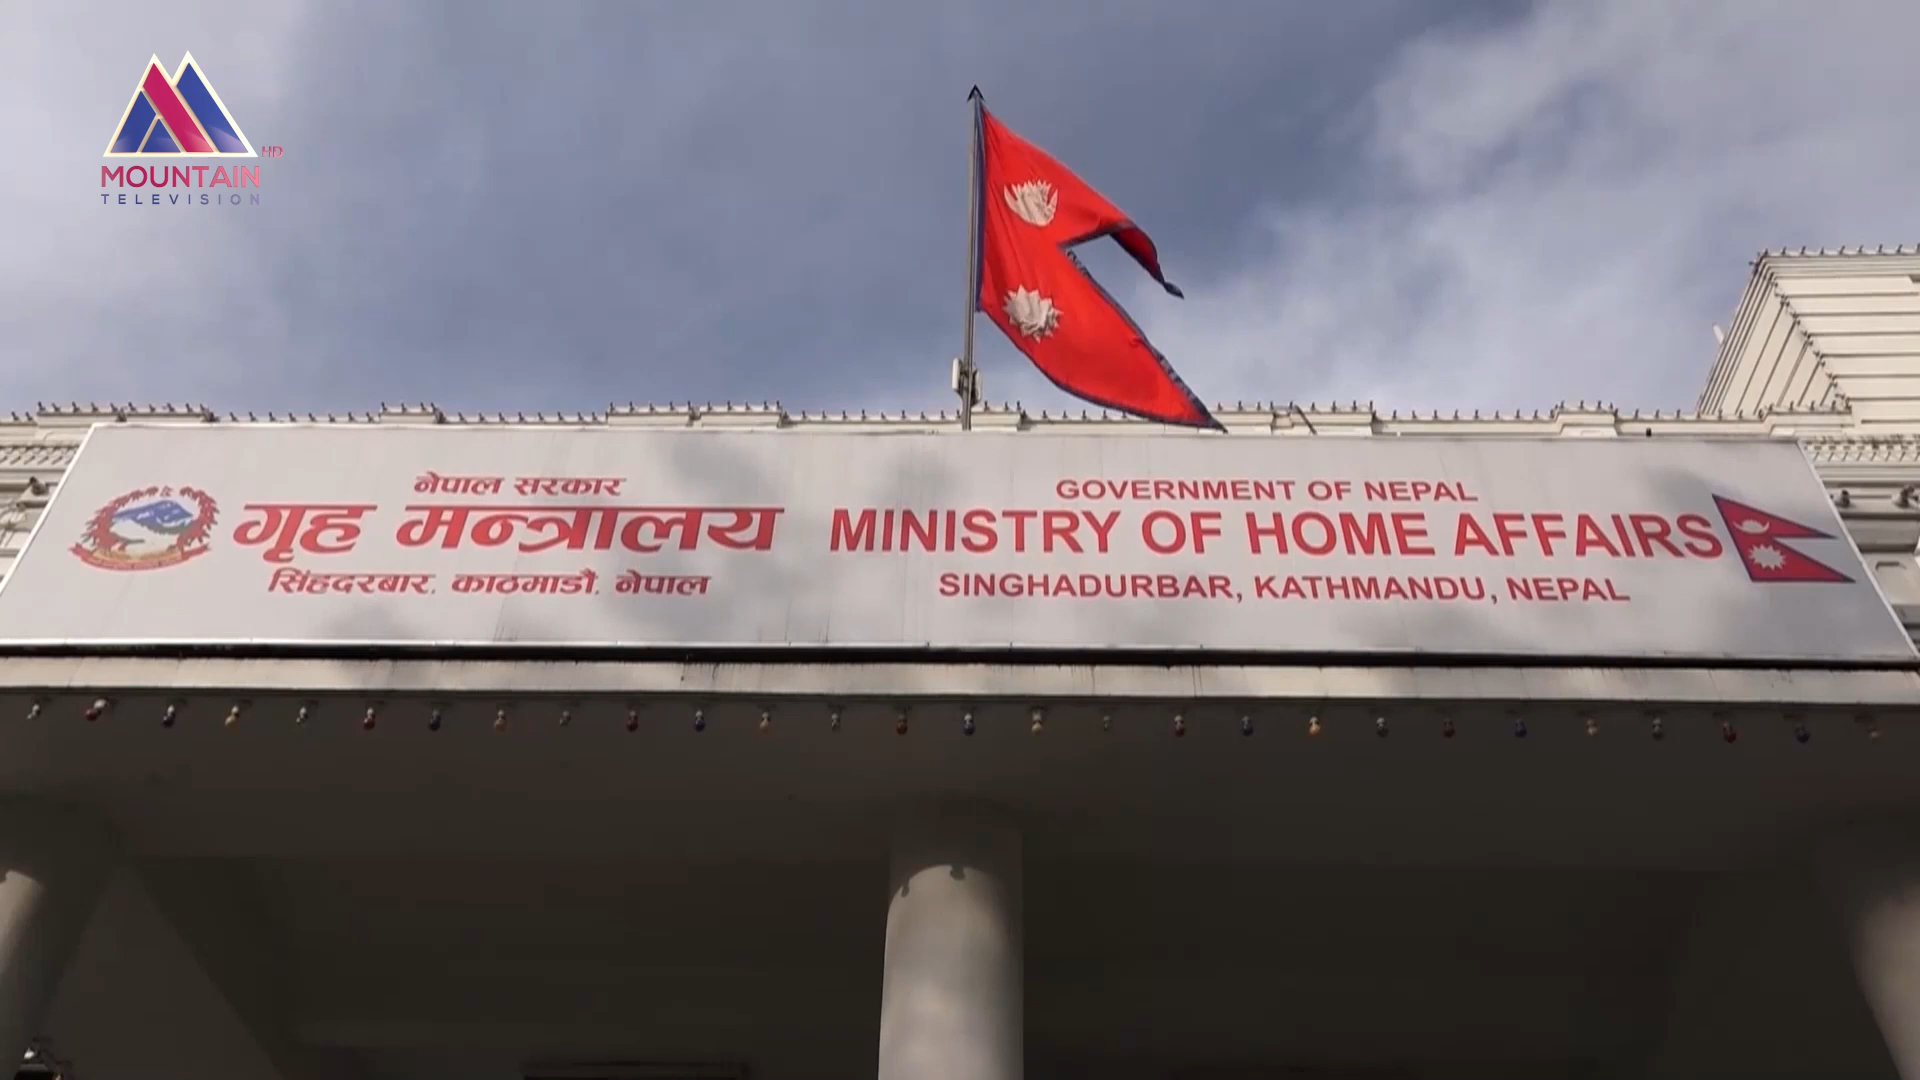 MOUNTAIN HD
TELEVISION
नेपाल सरकार
गृह मन्त्रालय
सिंहदरबार, काठमाडौं, नेपाल
GOVERNMENT OF NEPAL
MINISTRY OF HOME AFFAIRS
SINGHADURBAR, KATHMANDU, NEPAL